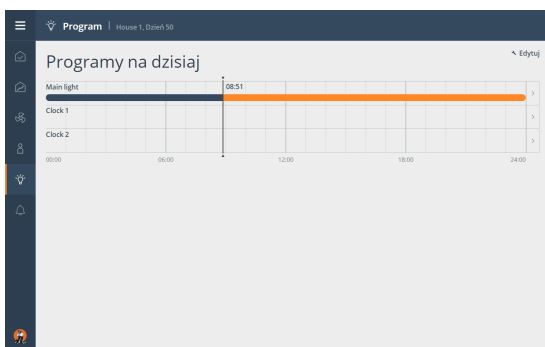 Program | House 1, Dzień 50
Edytuj
Programy na dzisiaj
Main light 08:51
Clock 1
Clock 2
00:00 06:00 12:00 18:00 24:00